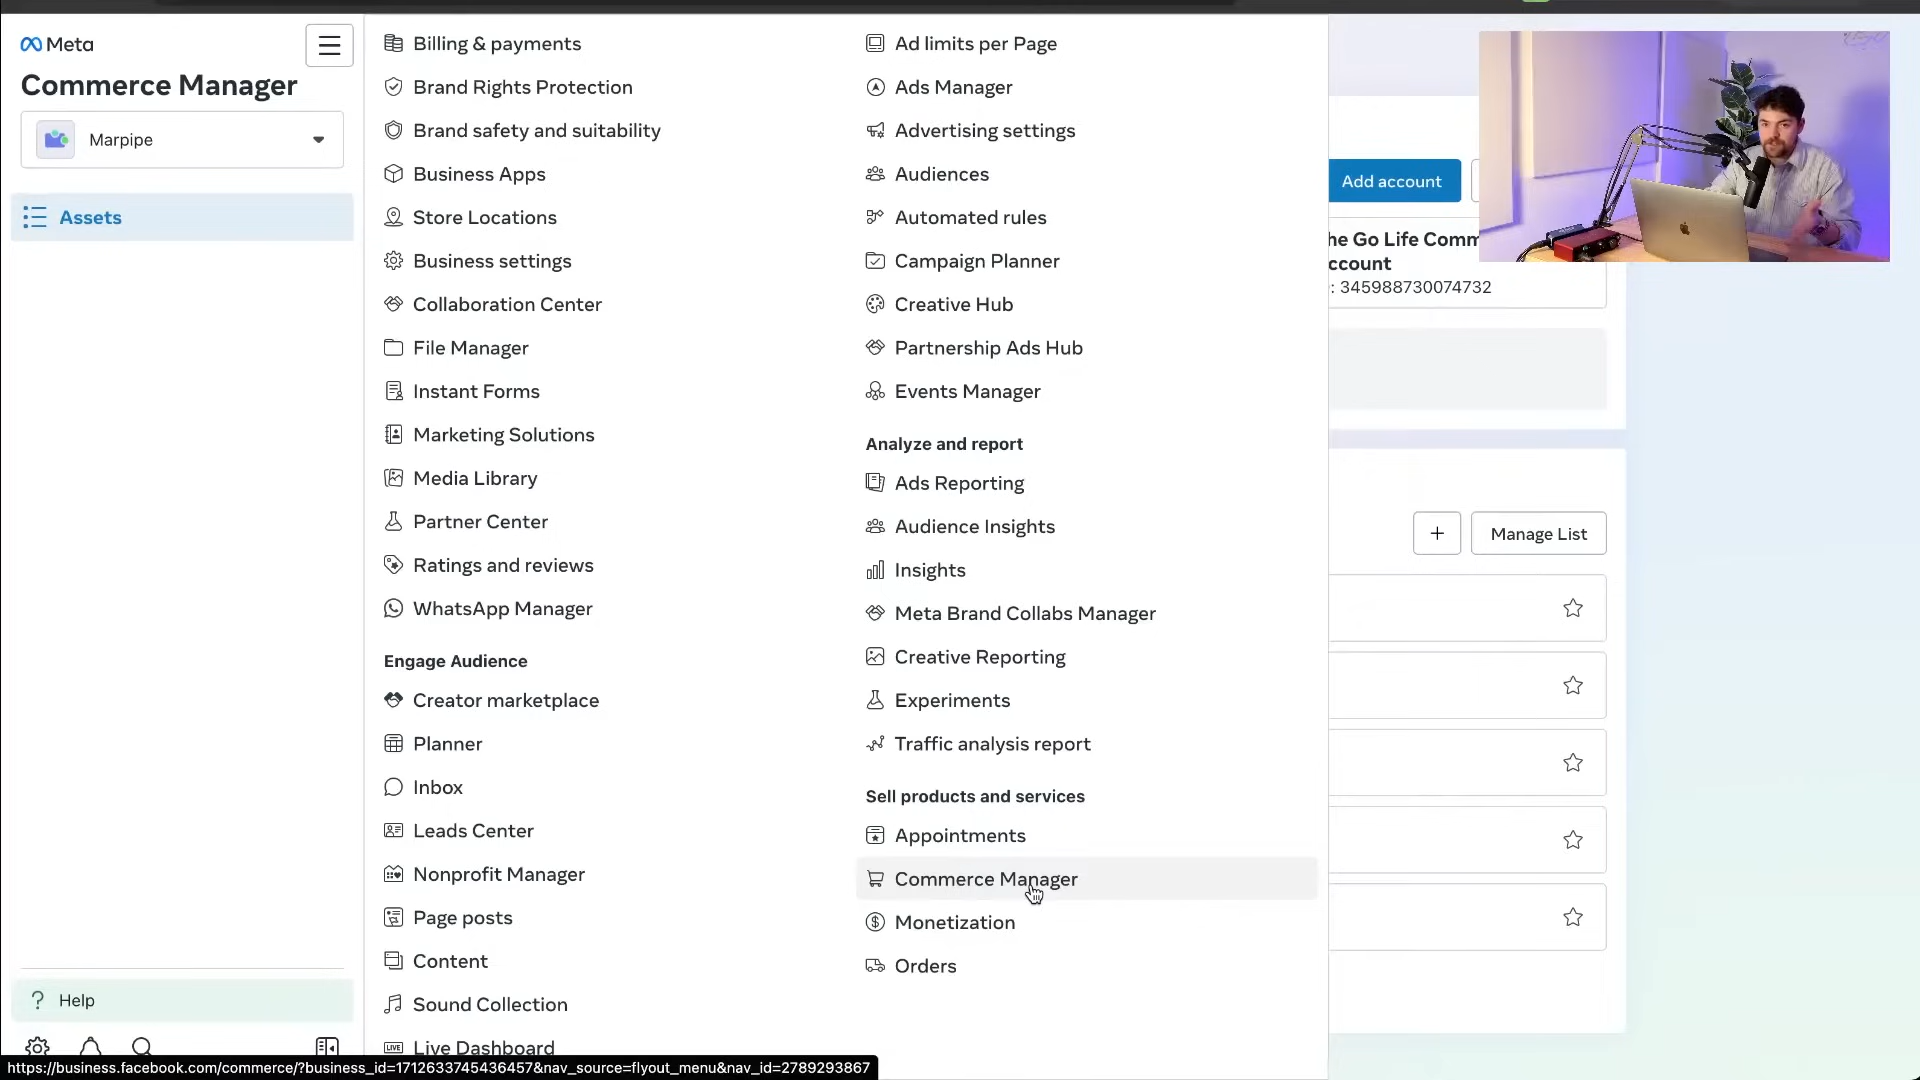 Meta
Commerce Manager
Marpipe
Assets
Help
Billing & payments
Brand Rights Protection
Brand safety and suitability
Business Apps
Store Locations
Business settings
Collaboration Center
File Manager
Instant Forms
Marketing Solutions
Media Library
Partner Center
Ratings and reviews
WhatsApp Manager
Engage Audience
Creator marketplace
Planner
Inbox
Leads Center
Nonprofit Manager
Page posts
Content
Sound Collection
LIVE Live Dashboard
Ad limits per Page
Ads Manager
Advertising settings
Audiences
Automated rules
Campaign Planner
Creative Hub
Partnership Ads Hub
Events Manager
Analyze and report
Ads Reporting
Audience Insights
Insights
Meta Brand Collabs Manager
Creative Reporting
Experiments
Traffic analysis report
Sell products and services
Appointments
Commerce Manager
Monetization
Orders
Add account
he Go Life Comm
ccount
: 345988730074732
Manage List
https://business.facebook.com/commerce/?business_id=1712633745436457&nav_source=flyout_menu&nav_id=2789293867